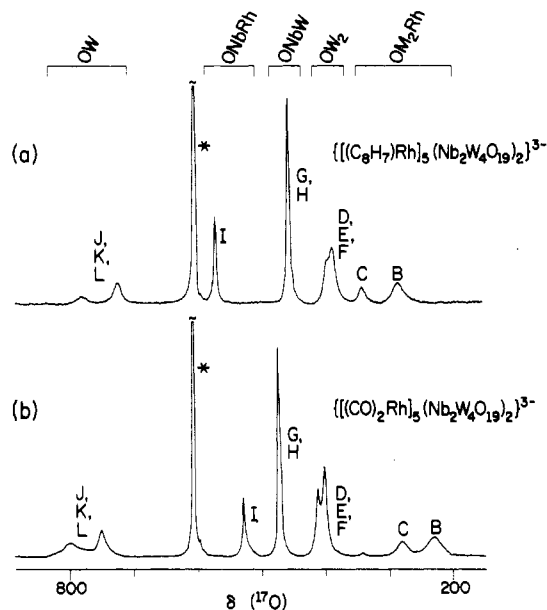 OW
ONbRh
ONbW
OW₂
OM₂Rh
(a)
*
{[(C₈H₇)Rh]₅(Nb₂W₄O₁₉)₂}³⁻
G,
H
D,
E,
F
I
J,
K,
L
C
B
(b)
*
{[(CO)₂Rh]₅(Nb₂W₄O₁₉)₂}³⁻
G,
H
J,
K,
L
I
D,
E,
F
C
B
800
200
δ (¹⁷O)